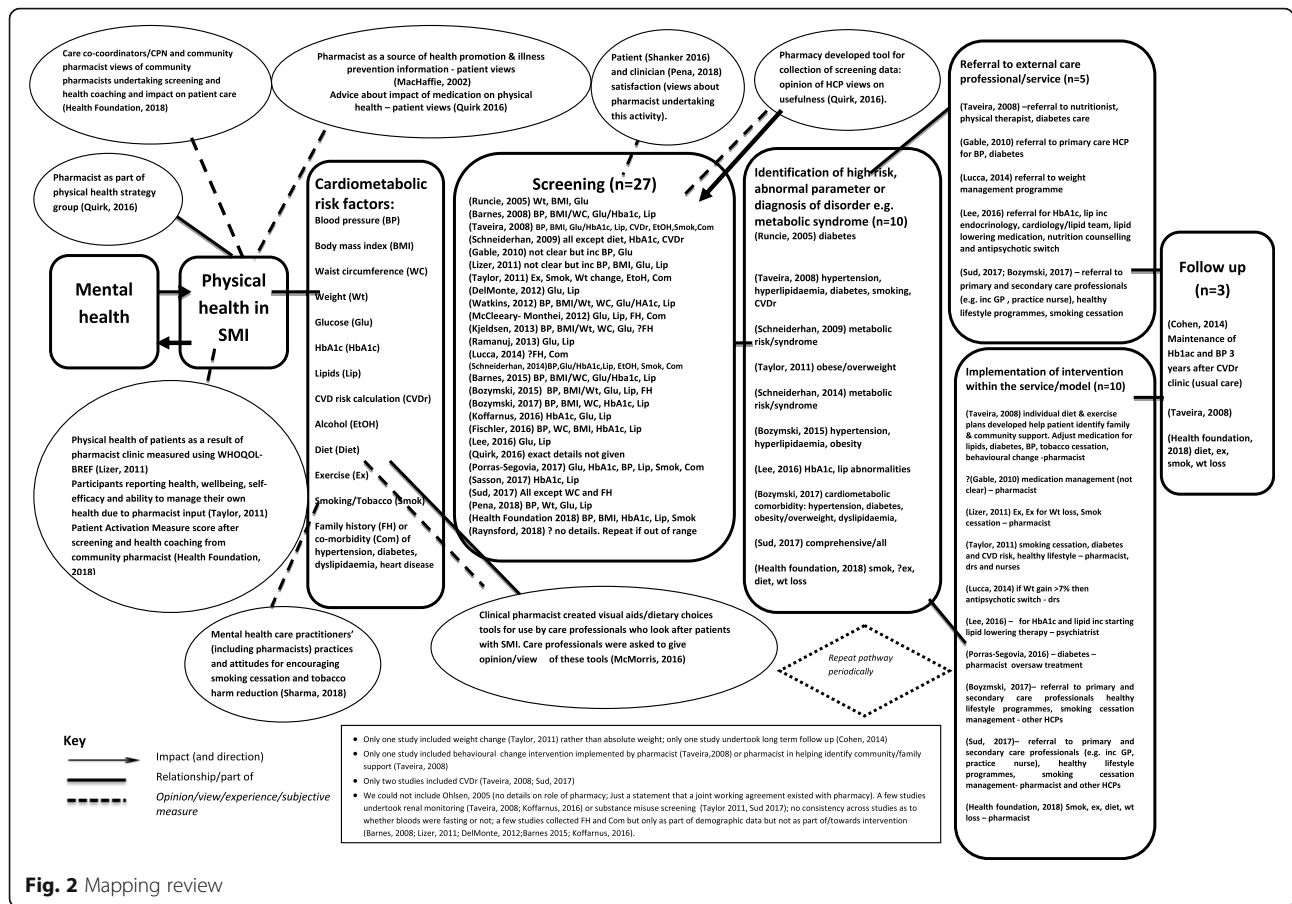 Care co-coordinators/CPN and community
pharmacist views of community
pharmacists undertaking screening and
health coaching and impact on patient care
(Health Foundation, 2018)
Pharmacist as a source of health promotion & illness
prevention information - patient views
(MacHaffie, 2002)
Advice about impact of medication on physical
health – patient views (Quirk 2016)
Patient (Shanker 2016)
and clinician (Pena, 2018)
satisfaction (views about
pharmacist undertaking
this activity).
Pharmacy developed tool for
collection of screening data:
opinion of HCP views on
usefulness (Quirk, 2016).
Pharmacist as part of
physical health strategy
group (Quirk, 2016)
Mental
health
Physical
health in
SMI
Physical health of patients as a result of
pharmacist clinic measured using WHOQOL-
BREF (Lizer, 2011)
Participants reporting health, wellbeing, self-
efficacy and ability to manage their own
health due to pharmacist input (Taylor, 2011)
Patient Activation Measure score after
screening and health coaching from
community pharmacist (Health Foundation,
2018)
Mental health care practitioners'
(including pharmacists) practices
and attitudes for encouraging
smoking cessation and tobacco
harm reduction (Sharma, 2018)
Cardiometabolic
risk factors:
Blood pressure (BP)
Body mass index (BMI)
Waist circumference (WC)
Weight (Wt)
Glucose (Glu)
HbA1c (HbA1c)
Lipids (Lip)
CVD risk calculation (CVDr)
Alcohol (EtOH)
Diet (Diet)
Exercise (Ex)
Smoking/Tobacco (Smok)
Family history (FH) or
co-morbidity (Com) of
hypertension, diabetes,
dyslipidaemia, heart disease
Screening (n=27)
(Runcie, 2005) Wt, BMI, Glu
(Barnes, 2008) BP, BMI/WC, Glu/Hba1c, Lip
(Taveira, 2008) BP, BMI, Glu/HbA1c, Lip, CVDr, EtOH,Smok,Com
(Schneiderhan, 2009) all except diet, HbA1c, CVDr
(Gable, 2010) not clear but inc BP, Glu
(Lizer, 2011) not clear but inc BP, BMI, Glu, Lip
(Taylor, 2011) Ex, Smok, Wt change, EtoH, Com
(DelMonte, 2012) Glu, Lip
(Watkins, 2012) BP, BMI/Wt, WC, Glu/HA1c, Lip
(McCleeary- Monthei, 2012) Glu, Lip, FH, Com
(Kjeldsen, 2013) BP, BMI/Wt, WC, Glu, ?FH
(Ramanuj, 2013) Glu, Lip
(Lucca, 2014) ?FH, Com
(Schneiderhan, 2014)BP,Glu/HbA1c,Lip, EtOH, Smok, Com
(Barnes, 2015) BP, BMI/WC, Glu/HbA1c, Lip
(Bozymski, 2015) BP, BMI/Wt, Glu, Lip, FH
(Bozymski, 2017) BP, BMI, WC, HbA1c, Lip
(Koffarnus, 2016) HbA1c, Glu, Lip
(Fischler, 2016) BP, WC, BMI, HbA1c, Lip
(Lee, 2016) Glu, Lip
(Quirk, 2016) exact details not given
(Porras-Segovia, 2017) Glu, HbA1c, BP, Lip, Smok, Com
(Sasson, 2017) HbA1c, Lip
(Sud, 2017) All except WC and FH
(Pena, 2018) BP, Wt, Glu, Lip
(Health Foundation 2018) BP, BMI, HbA1c, Lip, Smok
(Raynsford, 2018) ? no details. Repeat if out of range
Clinical pharmacist created visual aids/dietary choices
tools for use by care professionals who look after patients
with SMI. Care professionals were asked to give
opinion/view of these tools (McMorris, 2016)
Identification of high risk,
abnormal parameter or
diagnosis of disorder e.g.
metabolic syndrome (n=10)
(Runcie, 2005) diabetes
(Taveira, 2008) hypertension,
hyperlipidaemia, diabetes, smoking,
CVDr
(Schneiderhan, 2009) metabolic
risk/syndrome
(Taylor, 2011) obese/overweight
(Schneiderhan, 2014) metabolic
risk/syndrome
(Bozymski, 2015) hypertension,
hyperlipidaemia, obesity
(Lee, 2016) HbA1c, lip abnormalities
(Bozymski, 2017) cardiometabolic
comorbidity: hypertension, diabetes,
obesity/overweight, dyslipidaemia,
(Sud, 2017) comprehensive/all
(Health foundation, 2018) smok, ?ex,
diet, wt loss
Repeat pathway
periodically
Referral to external care
professional/service (n=5)
(Taveira, 2008) –referral to nutritionist,
physical therapist, diabetes care
(Gable, 2010) referral to primary care HCP
for BP, diabetes
(Lucca, 2014) referral to weight
management programme
(Lee, 2016) referral for HbA1c, lip inc
endocrinology, cardiology/lipid team, lipid
lowering medication, nutrition counselling
and antipsychotic switch
(Sud, 2017; Bozymski, 2017) – referral to
primary and secondary care professionals
(e.g. inc GP , practice nurse), healthy
lifestyle programmes, smoking cessation
Implementation of intervention
within the service/model (n=10)
(Taveira, 2008) individual diet & exercise
plans developed help patient identify family
& community support. Adjust medication for
lipids, diabetes, BP, tobacco cessation,
behavioural change -pharmacist
?(Gable, 2010) medication management (not
clear) – pharmacist
(Lizer, 2011) Ex, Ex for Wt loss, Smok
cessation – pharmacist
(Taylor, 2011) smoking cessation, diabetes
and CVD risk, healthy lifestyle – pharmacist,
drs and nurses
(Lucca, 2014) if Wt gain >7% then
antipsychotic switch - drs
(Lee, 2016) – for HbA1c and lipid inc starting
lipid lowering therapy – psychiatrist
(Porras-Segovia, 2016) – diabetes –
pharmacist oversaw treatment
(Boyzmski, 2017)– referral to primary and
secondary care professionals healthy
lifestyle programmes, smoking cessation
management - other HCPs
(Sud, 2017)– referral to primary and
secondary care professionals (e.g. inc GP,
practice nurse), healthy lifestyle
programmes, smoking cessation
management- pharmacist and other HCPs
(Health foundation, 2018) Smok, ex, diet, wt
loss – pharmacist
Follow up
(n=3)
(Cohen, 2014)
Maintenance of
Hb1ac and BP 3
years after CVDr
clinic (usual care)
(Taveira, 2008)
(Health foundation,
2018) diet, ex,
smok, wt loss
Key
Impact (and direction)
Relationship/part of
Opinion/view/experience/subjective
measure
• Only one study included weight change (Taylor, 2011) rather than absolute weight; only one study undertook long term follow up (Cohen, 2014)
• Only one included behavioural change intervention implemented by pharmacist (Taveira,2008) or pharmacist in helping identify community/family
support (Taveira, 2008)
• Only two studies included CVDr (Taveira, 2008; Sud, 2017)
• We could not include Ohlsen, 2005 (no details on role of pharmacy; Just a statement that a joint working agreement existed with pharmacy). A few studies
undertook renal monitoring (Taveira, 2008; Koffarnus, 2016) or substance misuse screening (Taylor 2011, Sud 2017); no consistency across studies as to
whether bloods were fasting or not; a few studies collected FH and Com but only as part of demographic data but not as part of/towards intervention
(Barnes, 2008; Lizer, 2011; DelMonte, 2012;Barnes 2015; Koffarnus, 2016).
Fig. 2 Mapping review